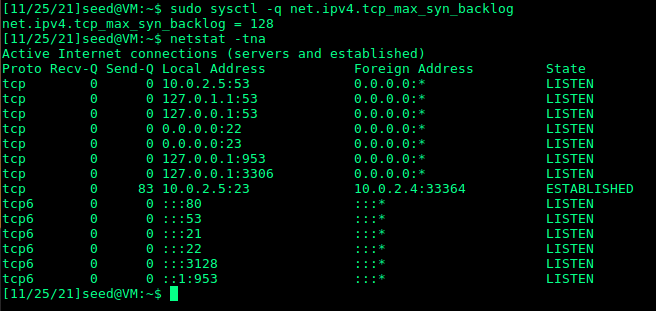 [11/25/21]seed@VM:~$ sudo sysctl -q net.ipv4.tcp_max_syn_backlog
net.ipv4.tcp_max_syn_backlog = 128
[11/25/21]seed@VM:~$ netstat -tna
Active Internet connections (servers and established)
Proto Recv-Q Send-Q Local Address           Foreign Address         State
tcp        0      0 10.0.2.5:53             0.0.0.0:*               LISTEN
tcp        0      0 127.0.1.1:53            0.0.0.0:*               LISTEN
tcp        0      0 127.0.0.1:53            0.0.0.0:*               LISTEN
tcp        0      0 0.0.0.0:22              0.0.0.0:*               LISTEN
tcp        0      0 0.0.0.0:23              0.0.0.0:*               LISTEN
tcp        0      0 127.0.0.1:953           0.0.0.0:*               LISTEN
tcp        0      0 127.0.0.1:3306          0.0.0.0:*               LISTEN
tcp        0     83 10.0.2.5:23             10.0.2.4:33364          ESTABLISHED
tcp6       0      0 :::80                   :::*                    LISTEN
tcp6       0      0 :::53                   :::*                    LISTEN
tcp6       0      0 :::21                   :::*                    LISTEN
tcp6       0      0 :::22                   :::*                    LISTEN
tcp6       0      0 :::3128                 :::*                    LISTEN
tcp6       0      0 ::1:953                 :::*                    LISTEN
[11/25/21]seed@VM:~$